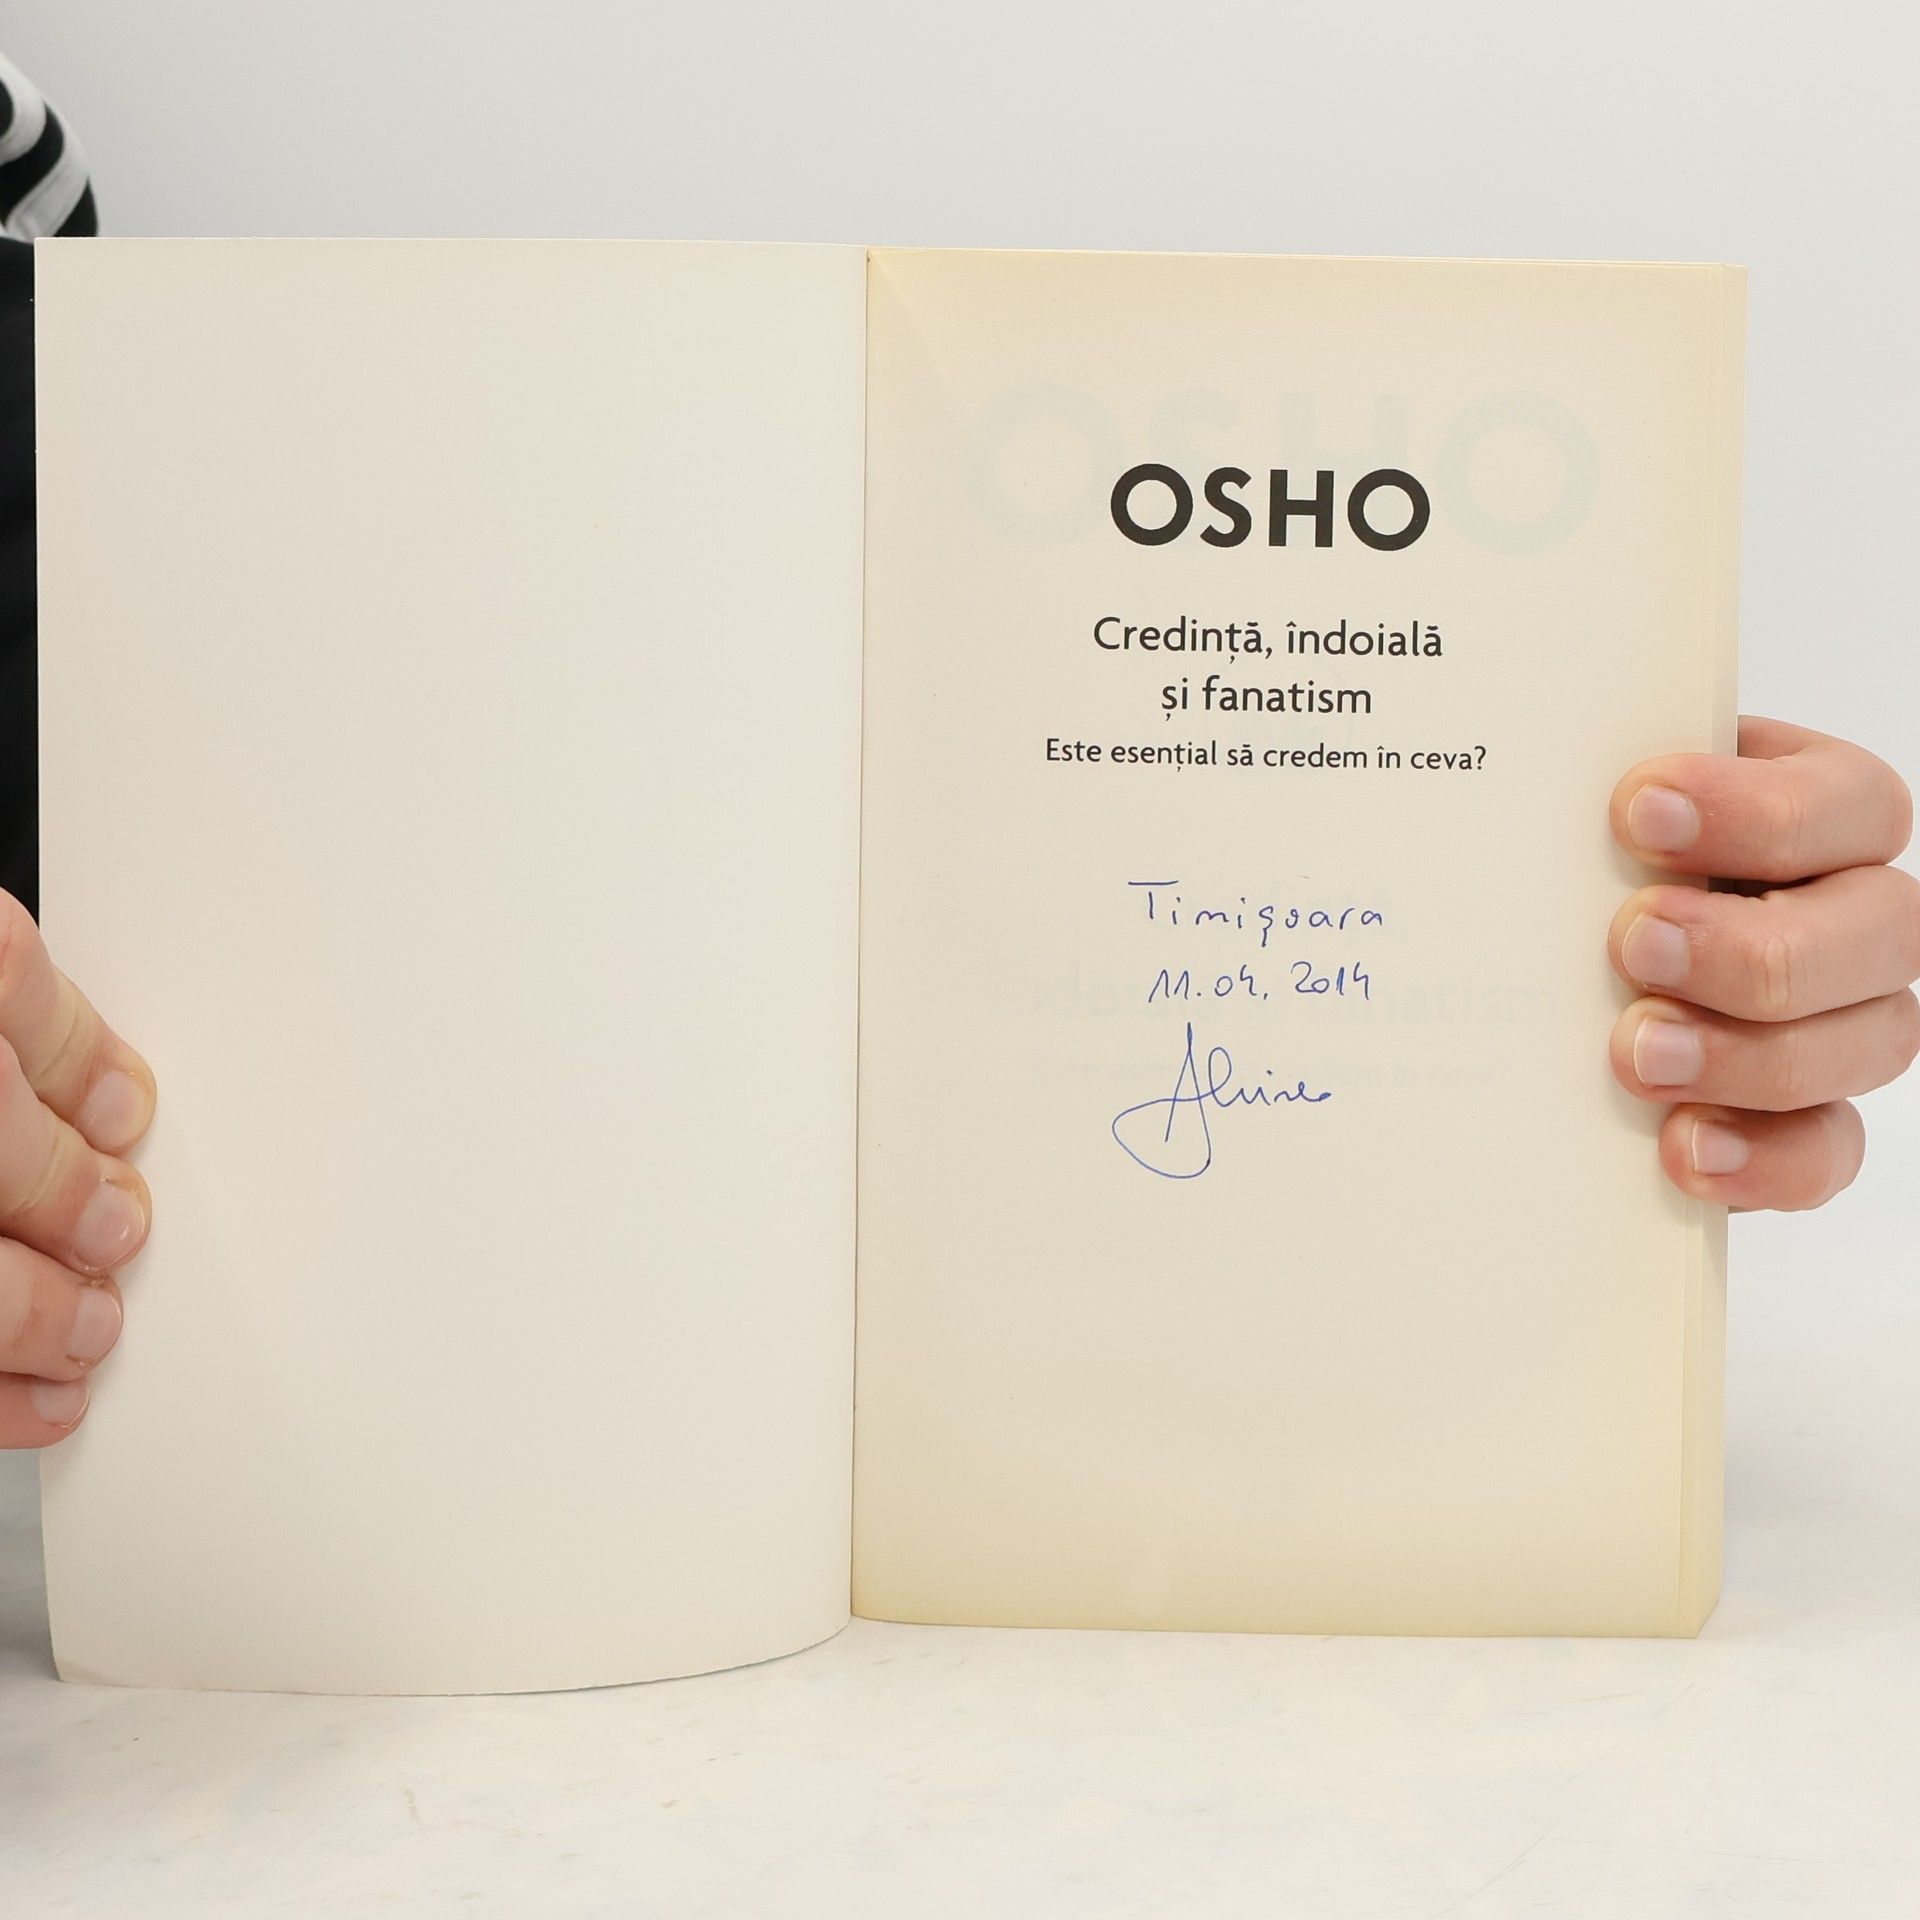 OSHO
Credință, îndoială
și fanatism
Este esențial să credem în ceva?
Timișoara
11.04.2014